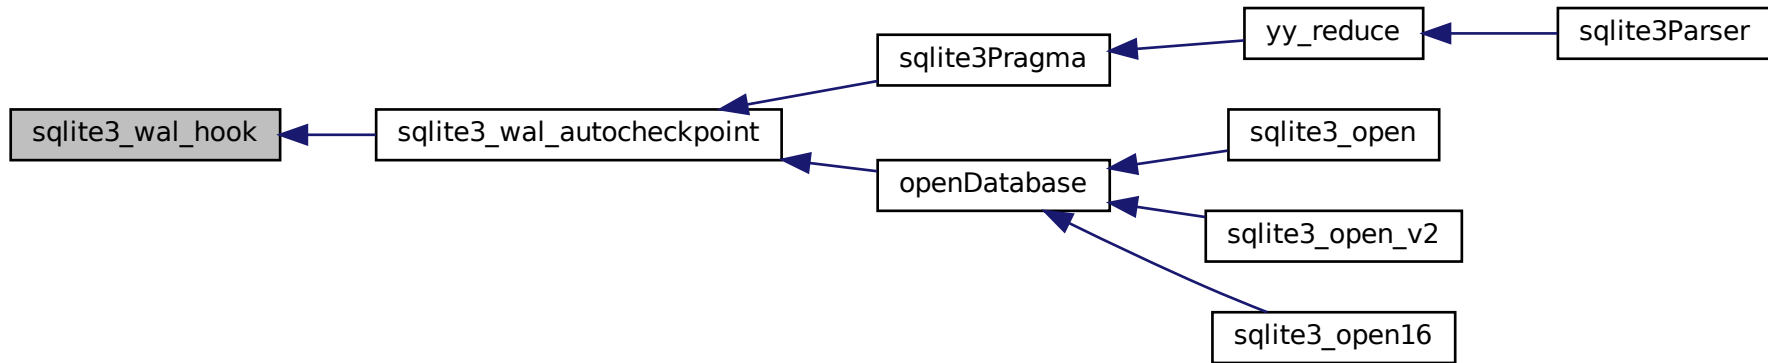 sqlite3_wal_hook
sqlite3_wal_autocheckpoint
sqlite3Pragma
yy_reduce
sqlite3Parser
openDatabase
sqlite3_open
sqlite3_open_v2
sqlite3_open16